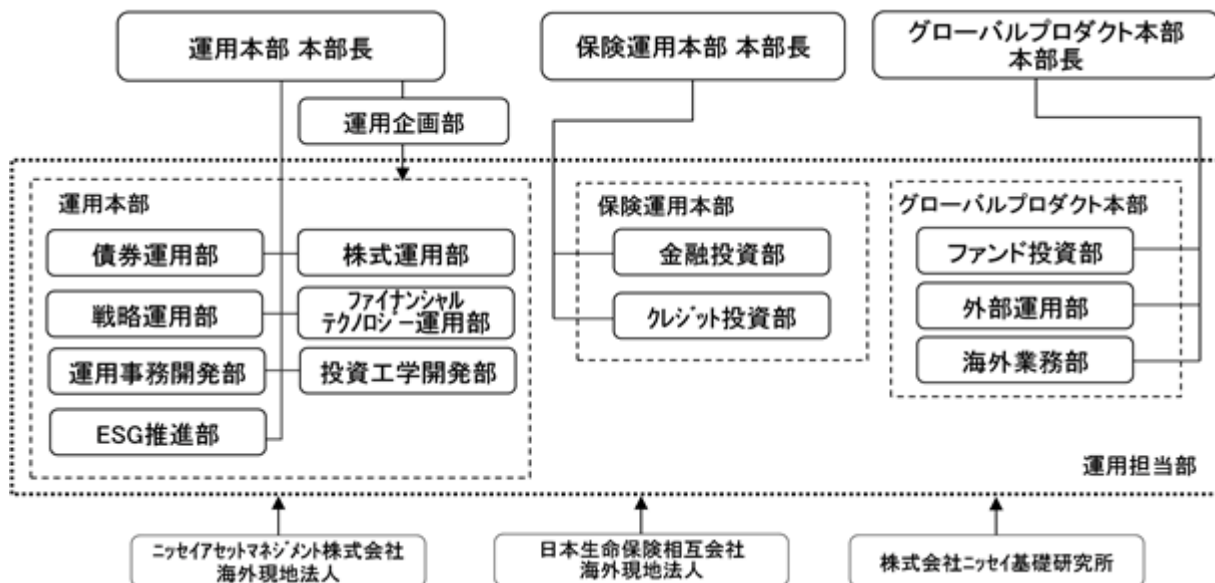 運用本部 本部長
保険運用本部 本部長
グローバルプロダクト本部
本部長
運用企画部
運用本部
債券運用部
株式運用部
戦略運用部
ファイナンシャル
テクノロジー運用部
運用事務開発部
投資工学開発部
ESG推進部
保険運用本部
金融投資部
クレジット投資部
グローバルプロダクト本部
ファンド投資部
外部運用部
海外業務部
運用担当部
ニッセイアセットマネジメント株式会社
海外現地法人
日本生命保険相互会社
海外現地法人
株式会社ニッセイ基礎研究所